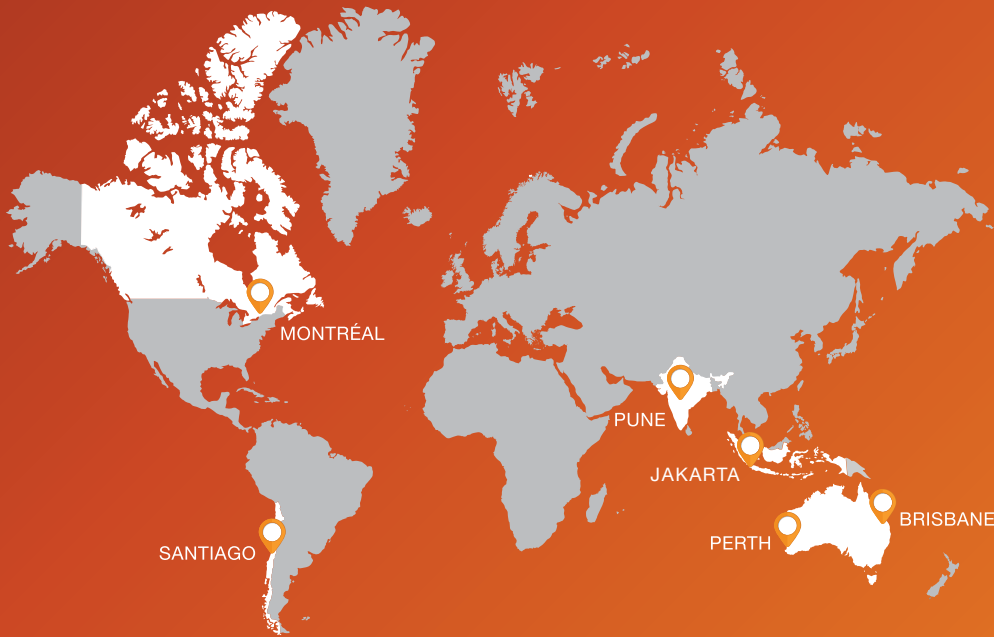 MONTRÉAL
PUNE
JAKARTA
BRISBANE
PERTH
SANTIAGO